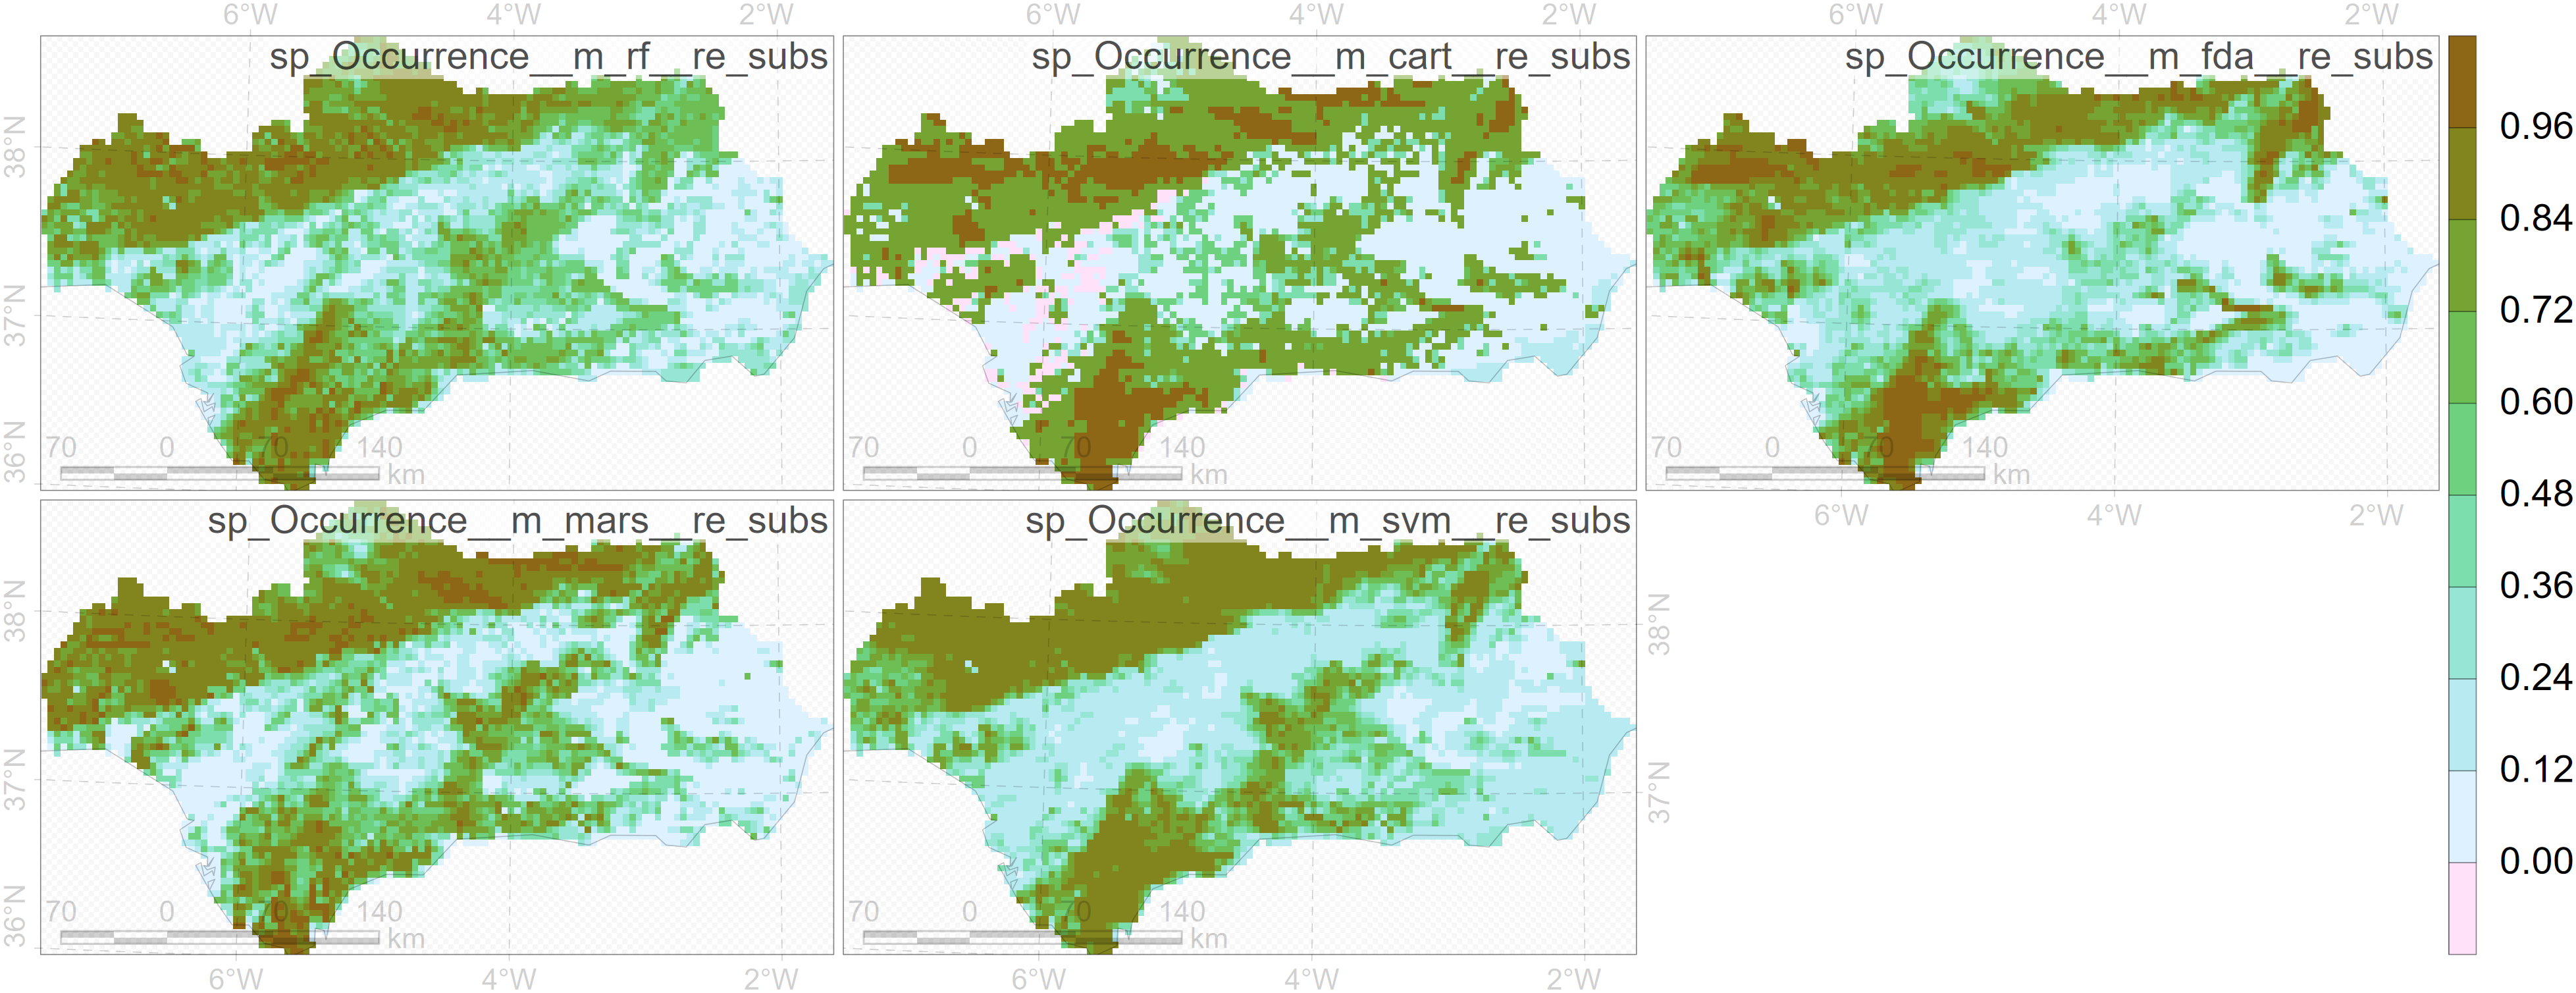 6°W 4°W 2°W 6°W 4°W 2°W 6°W 4°W 2°W
sp_Occurrence__m_rf__re_subs
sp_Occurrence__m_cart__re_subs
sp_Occurrence__m_fda__re_subs
38°N
37°N
36°N
70 0 70 140 km
70 0 70 140 km
70 0 70 140 km
sp_Occurrence__m_mars__re_subs
sp_Occurrence__m_svm__re_subs
6°W 4°W 2°W
38°N
37°N
36°N
38°N
37°N
70 0 70 140 km
70 0 70 140 km
6°W 4°W 2°W 6°W 4°W 2°W
0.96
0.84
0.72
0.60
0.48
0.36
0.24
0.12
0.00